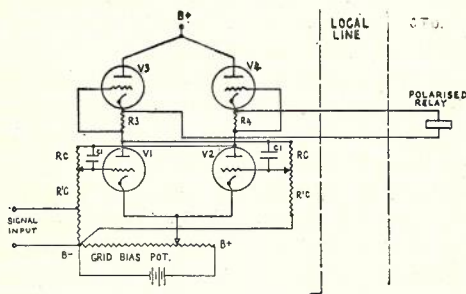 B+
LOCAL
LINE
C.T.O.
V3
V4
POLARISED
RELAY
R3
R4
C1
V1
V2
C1
RC
RC
R'C
R'C
SIGNAL
INPUT
B-
B+
GRID BIAS POT.